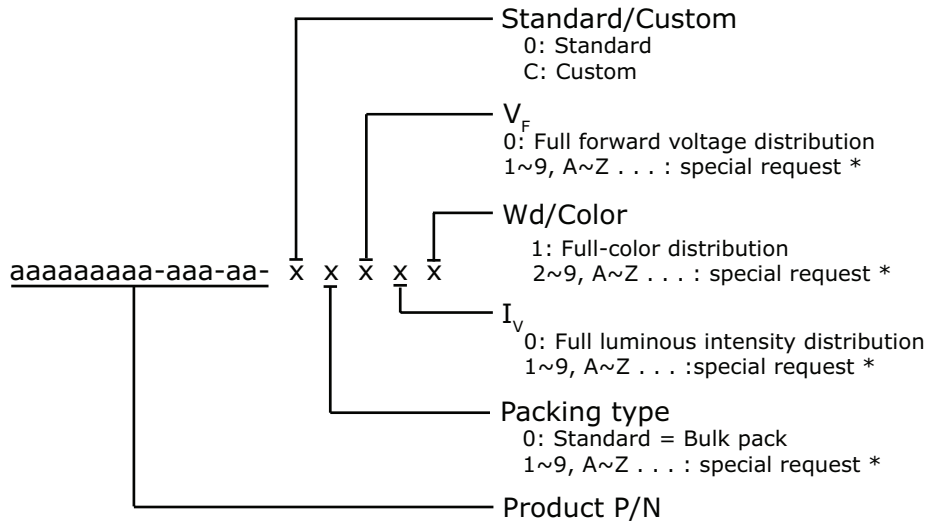 Standard/Custom
0: Standard
C: Custom
VF
0: Full forward voltage distribution
1~9, A~Z . . . : special request *
Wd/Color
1: Full-color distribution
2~9, A~Z . . . : special request *
aaaaaaaaa-aaa-aa- x x x x x
IV
0: Full luminous intensity distribution
1~9, A~Z . . . :special request *
Packing type
0: Standard = Bulk pack
1~9, A~Z . . . : special request *
Product P/N